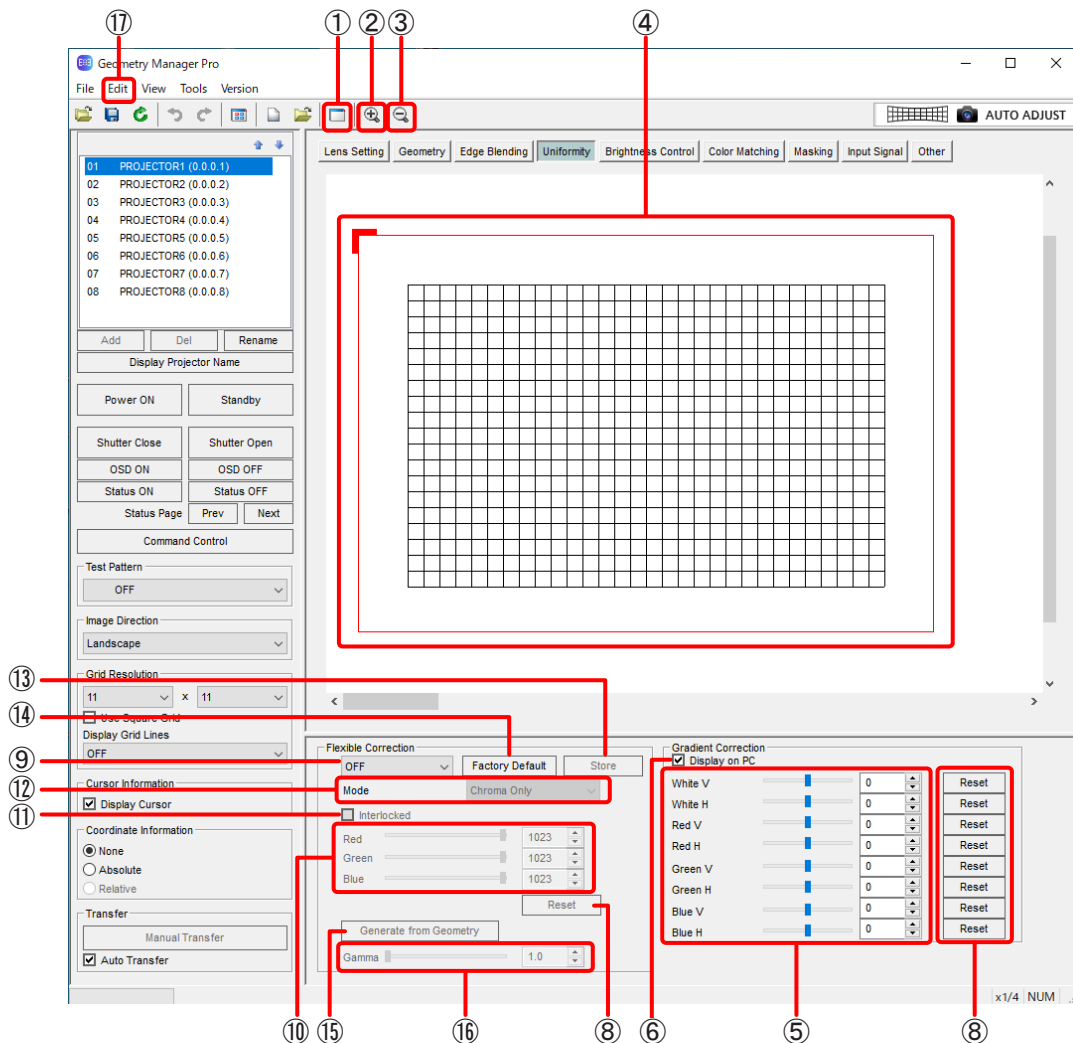 ⑰ ① ② ③ ④
Geometry Manager Pro
File Edit View Tools Version
AUTO ADJUST
Lens Setting Geometry Edge Blending Uniformity Brightness Control Color Matching Masking Input Signal Other
01 PROJECTOR1 (0.0.0.1)
02 PROJECTOR2 (0.0.0.2)
03 PROJECTOR3 (0.0.0.3)
04 PROJECTOR4 (0.0.0.4)
05 PROJECTOR5 (0.0.0.5)
06 PROJECTOR6 (0.0.0.6)
07 PROJECTOR7 (0.0.0.7)
08 PROJECTOR8 (0.0.0.8)
Add Del Rename
Display Projector Name
Power ON Standby
Shutter Close Shutter Open
OSD ON OSD OFF
Status ON Status OFF
Status Page Prev Next
Command Control
Test Pattern
OFF
Image Direction
Landscape
⑬
Grid Resolution
11 x 11
⑭
Use Square Grid
Display Grid Lines
OFF
⑨
Cursor Information
⑫
Display Cursor
⑪
Coordinate Information
None
Absolute
Relative
Transfer
Manual Transfer
Auto Transfer
Flexible Correction
OFF Factory Default Store
Mode Chroma Only
Interlocked
Red 1023
Green 1023
Blue 1023
Reset
Generate from Geometry
Gamma 1.0
Gradient Correction
Display on PC
White V 0 Reset
White H 0 Reset
Red V 0 Reset
Red H 0 Reset
Green V 0 Reset
Green H 0 Reset
Blue V 0 Reset
Blue H 0 Reset
x1/4 NUM
⑩ ⑮ ⑯ ⑧ ⑥ ⑤ ⑧